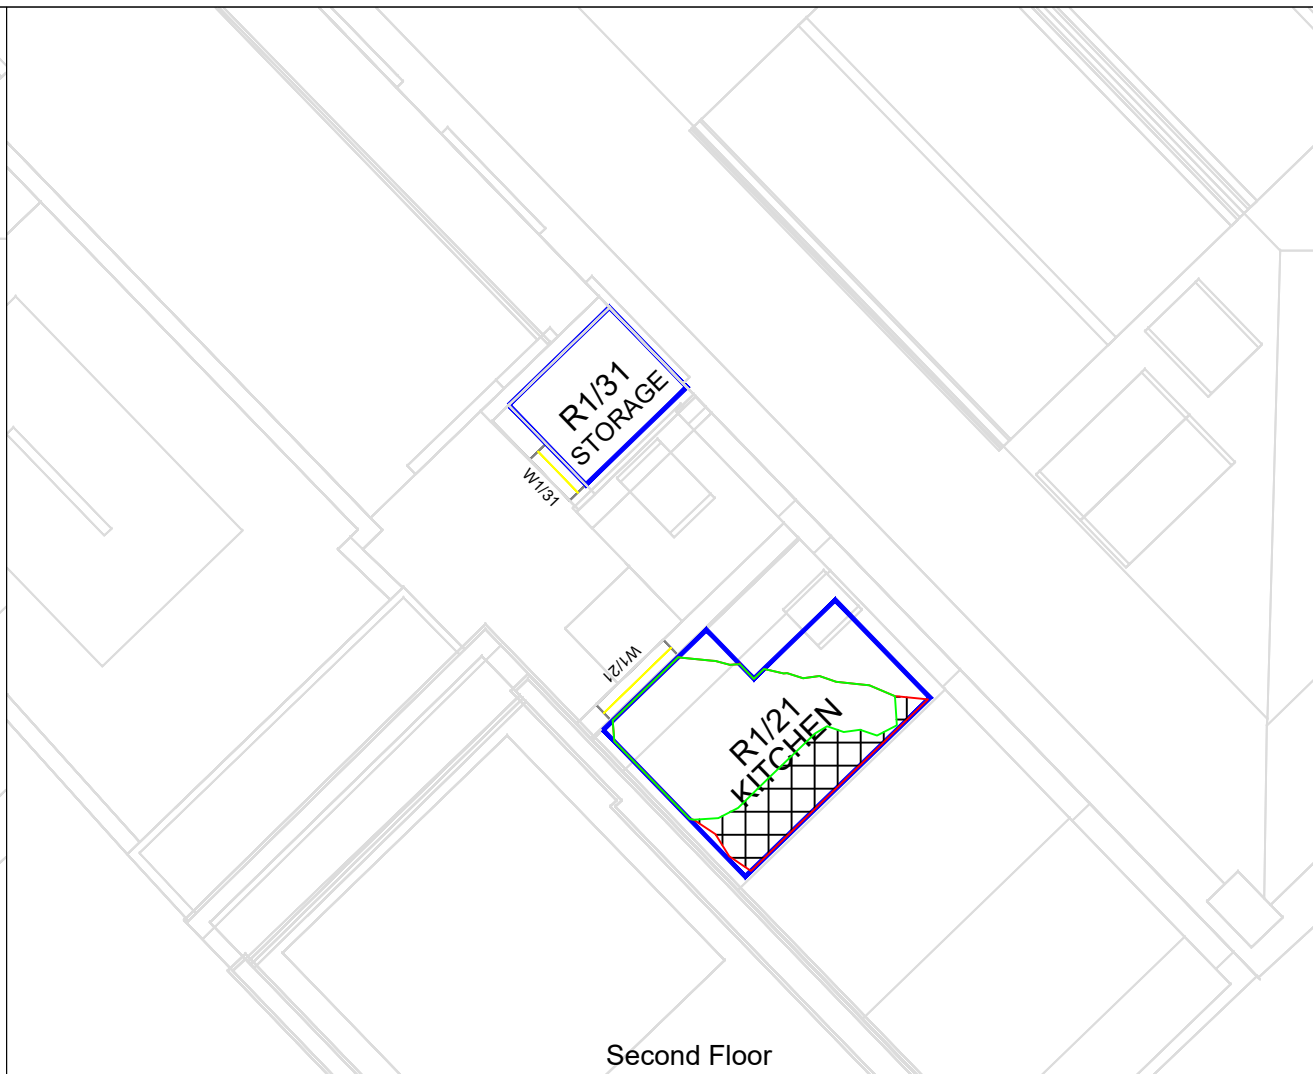 R1/31
STORAGE
W1/31
W1/21
R1/21
KITCHEN
Second Floor